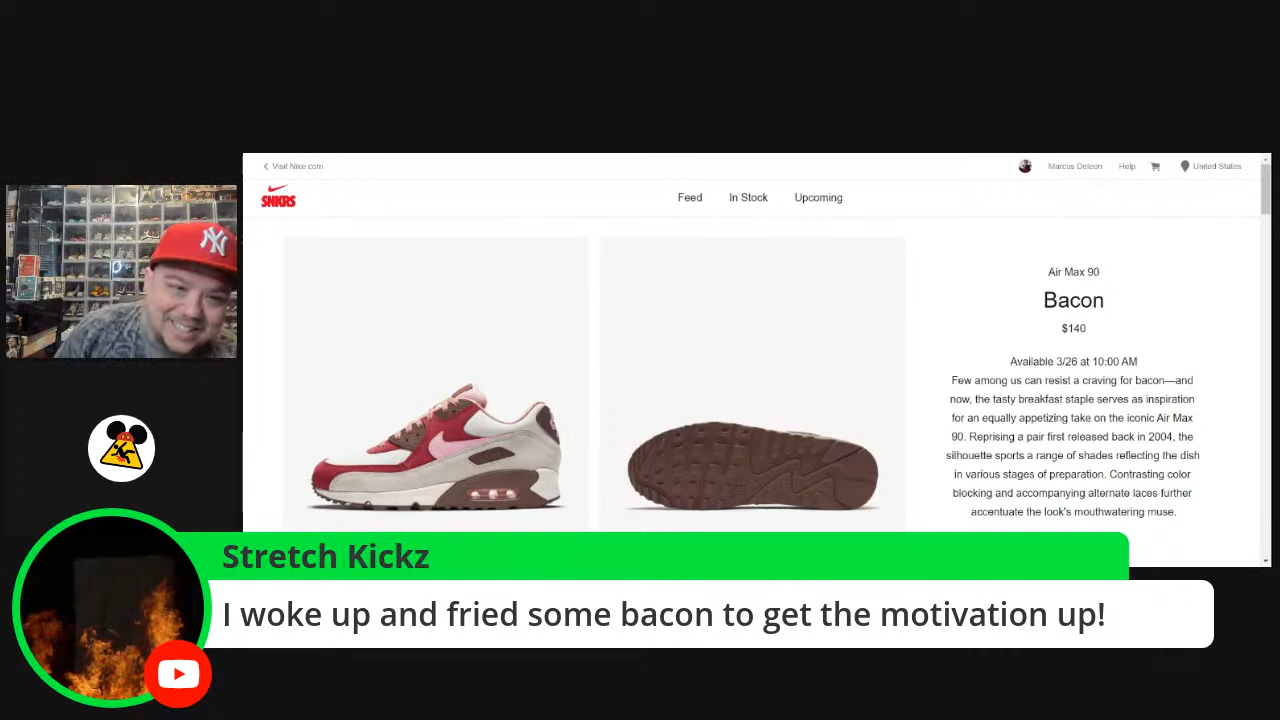 Visit Nike.com
Marcus Deleon
Help
United States
SNKRS
Feed
In Stock
Upcoming
NY
Air Max 90
Bacon
$140
Available 3/26 at 10:00 AM
Few among us can resist a craving for bacon—and
now, the tasty breakfast staple serves as inspiration
for an equally appetizing take on the iconic Air Max
90. Reprising a pair first released back in 2004, the
silhouette sports a range of shades reflecting the dish
in various stages of preparation. Contrasting color
blocking and accompanying alternate laces further
accentuate the look's mouthwatering muse.
Stretch Kickz
I woke up and fried some bacon to get the motivation up!